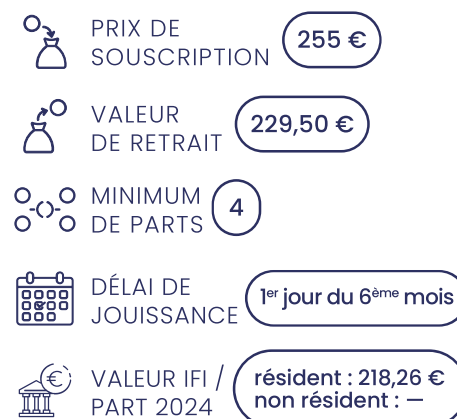 PRIX DE
SOUSCRIPTION
255 €
VALEUR
DE RETRAIT
229,50 €
MINIMUM
DE PARTS
4
DÉLAI DE
JOUISSANCE
1er jour du 6ème mois
VALEUR IFI /
PART 2024
résident : 218,26 €
non résident : —